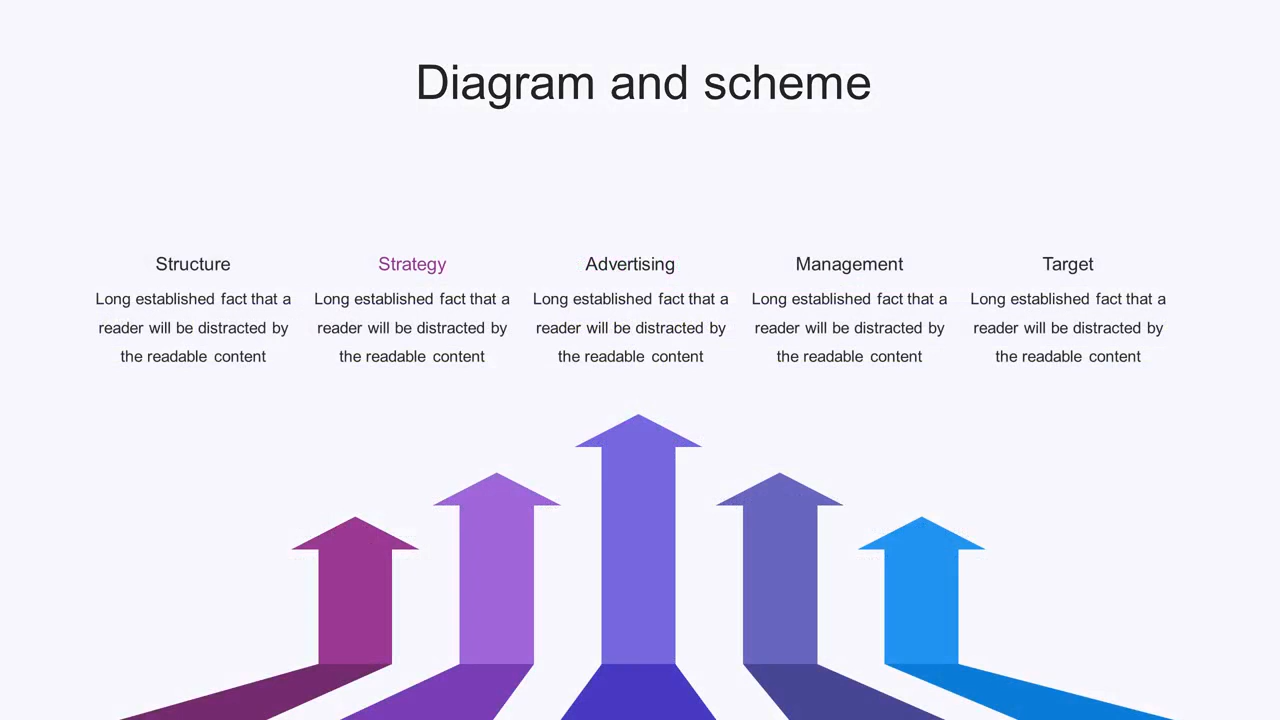 Diagram and scheme
Structure
Long established fact that a
reader will be distracted by
the readable content
Strategy
Long established fact that a
reader will be distracted by
the readable content
Advertising
Long established fact that a
reader will be distracted by
the readable content
Management
Long established fact that a
reader will be distracted by
the readable content
Target
Long established fact that a
reader will be distracted by
the readable content